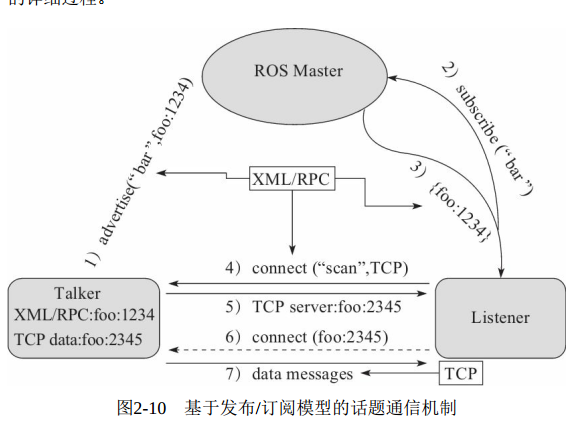 的详细过程。
ROS Master
1）advertise(“bar”,foo:1234)
2）subscribe (“bar”)
XML/RPC
3）{foo:1234}
4）connect (“scan”,TCP)
Talker
XML/RPC:foo:1234
TCP data:foo:2345
5）TCP server:foo:2345
Listener
6）connect (foo:2345)
7）data messages
TCP
图2-10 基于发布/订阅模型的话题通信机制